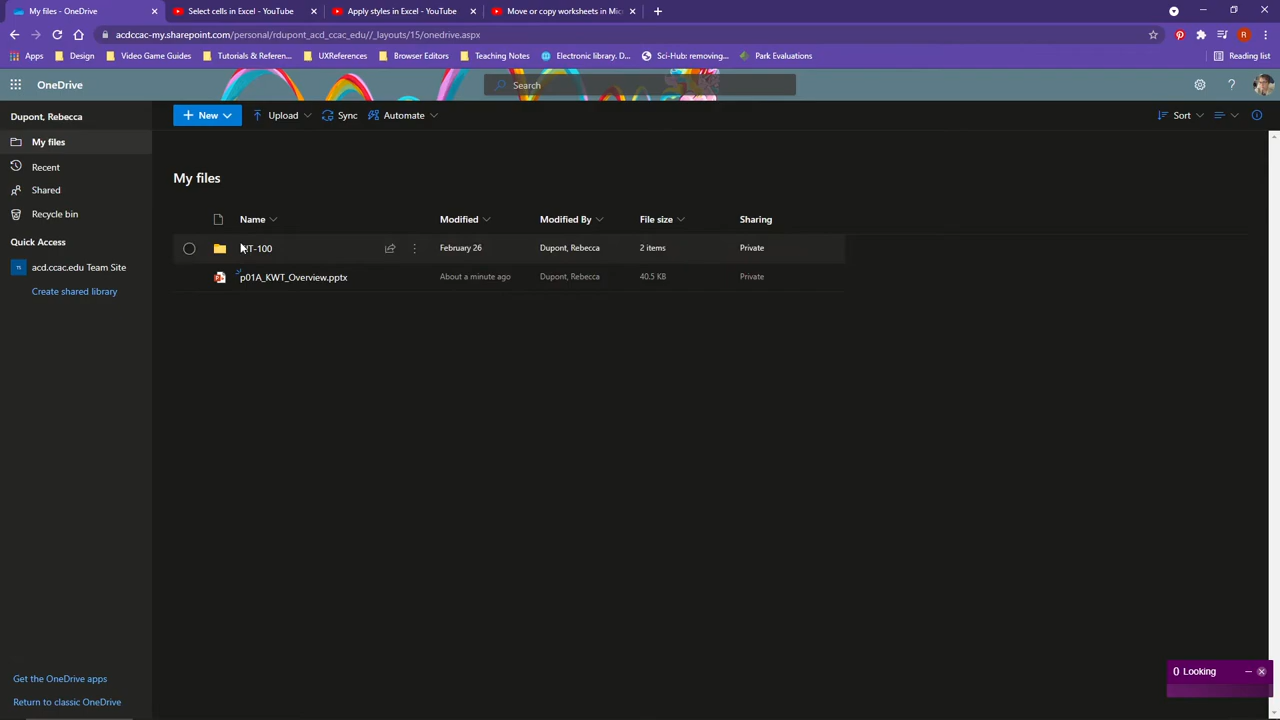 My files - OneDrive
Select cells in Excel - YouTube
Apply styles in Excel - YouTube
Move or copy worksheets in Mic
acdccac-my.sharepoint.com/personal/rdupont_acd_ccac_edu/_layouts/15/onedrive.aspx
R
Apps
Design
Video Game Guides
Tutorials & Referen...
UXReferences
Teaching Notes
Browser Editors
Electronic library. D...
Sci-Hub: removing...
Park Evaluations
Reading list
OneDrive
Search
Dupont, Rebecca
New
Upload
Sync
Automate
Sort
My files
Recent
Shared
Recycle bin
Quick Access
TS
acd.ccac.edu Team Site
Create shared library
My files
Name
Modified
Modified By
File size
Sharing
T-100
February 26
Dupont, Rebecca
2 items
Private
p01A_KWT_Overview.pptx
About a minute ago
Dupont, Rebecca
40.5 KB
Private
Get the OneDrive apps
Return to classic OneDrive
() Looking